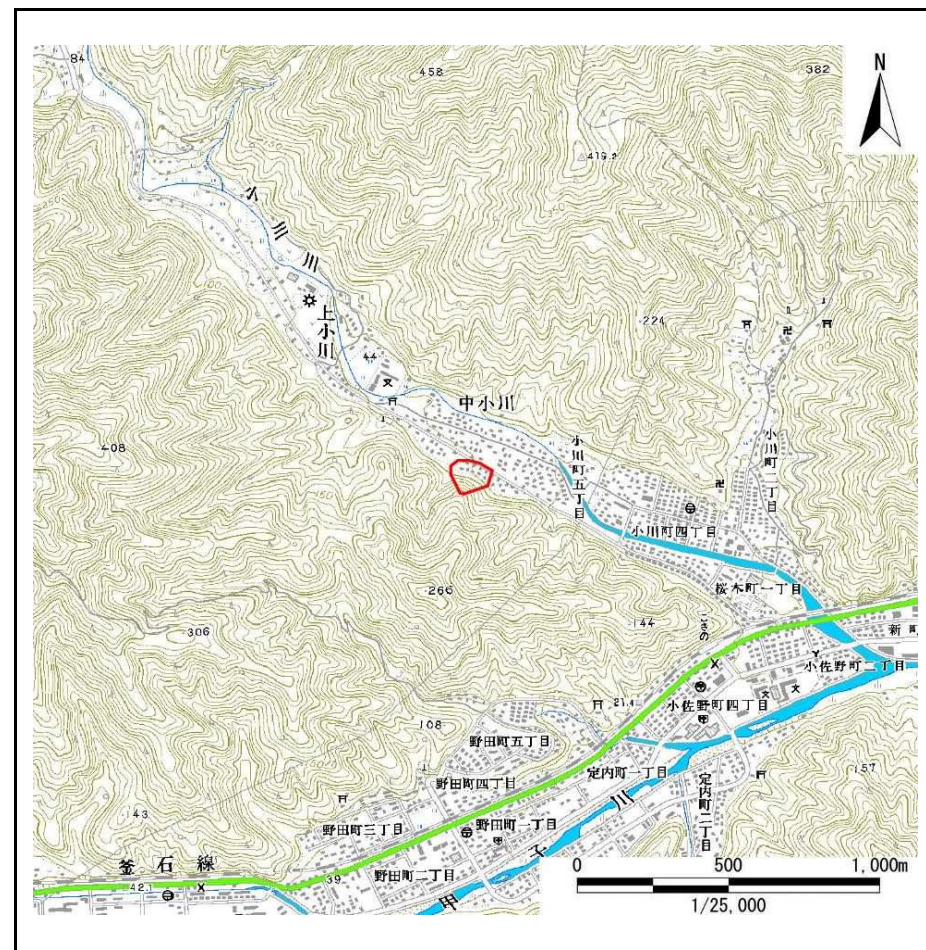 84
458
382
N
419.2
小川川
上小川
44
224
中小川
408
小川町五丁目
小川町一丁目
小川町四丁目
桜木町一丁目
266
144
こさの
306
新町
小佐野町二丁目
小佐野町四丁目
21.4
108
野田町五丁目
定内町一丁目
157
野田町四丁目
定内町二丁目
143
野田町三丁目
野田町一丁目
甲子川
釜石線
42.1
39
野田町二丁目
0 500 1,000m
1/25,000